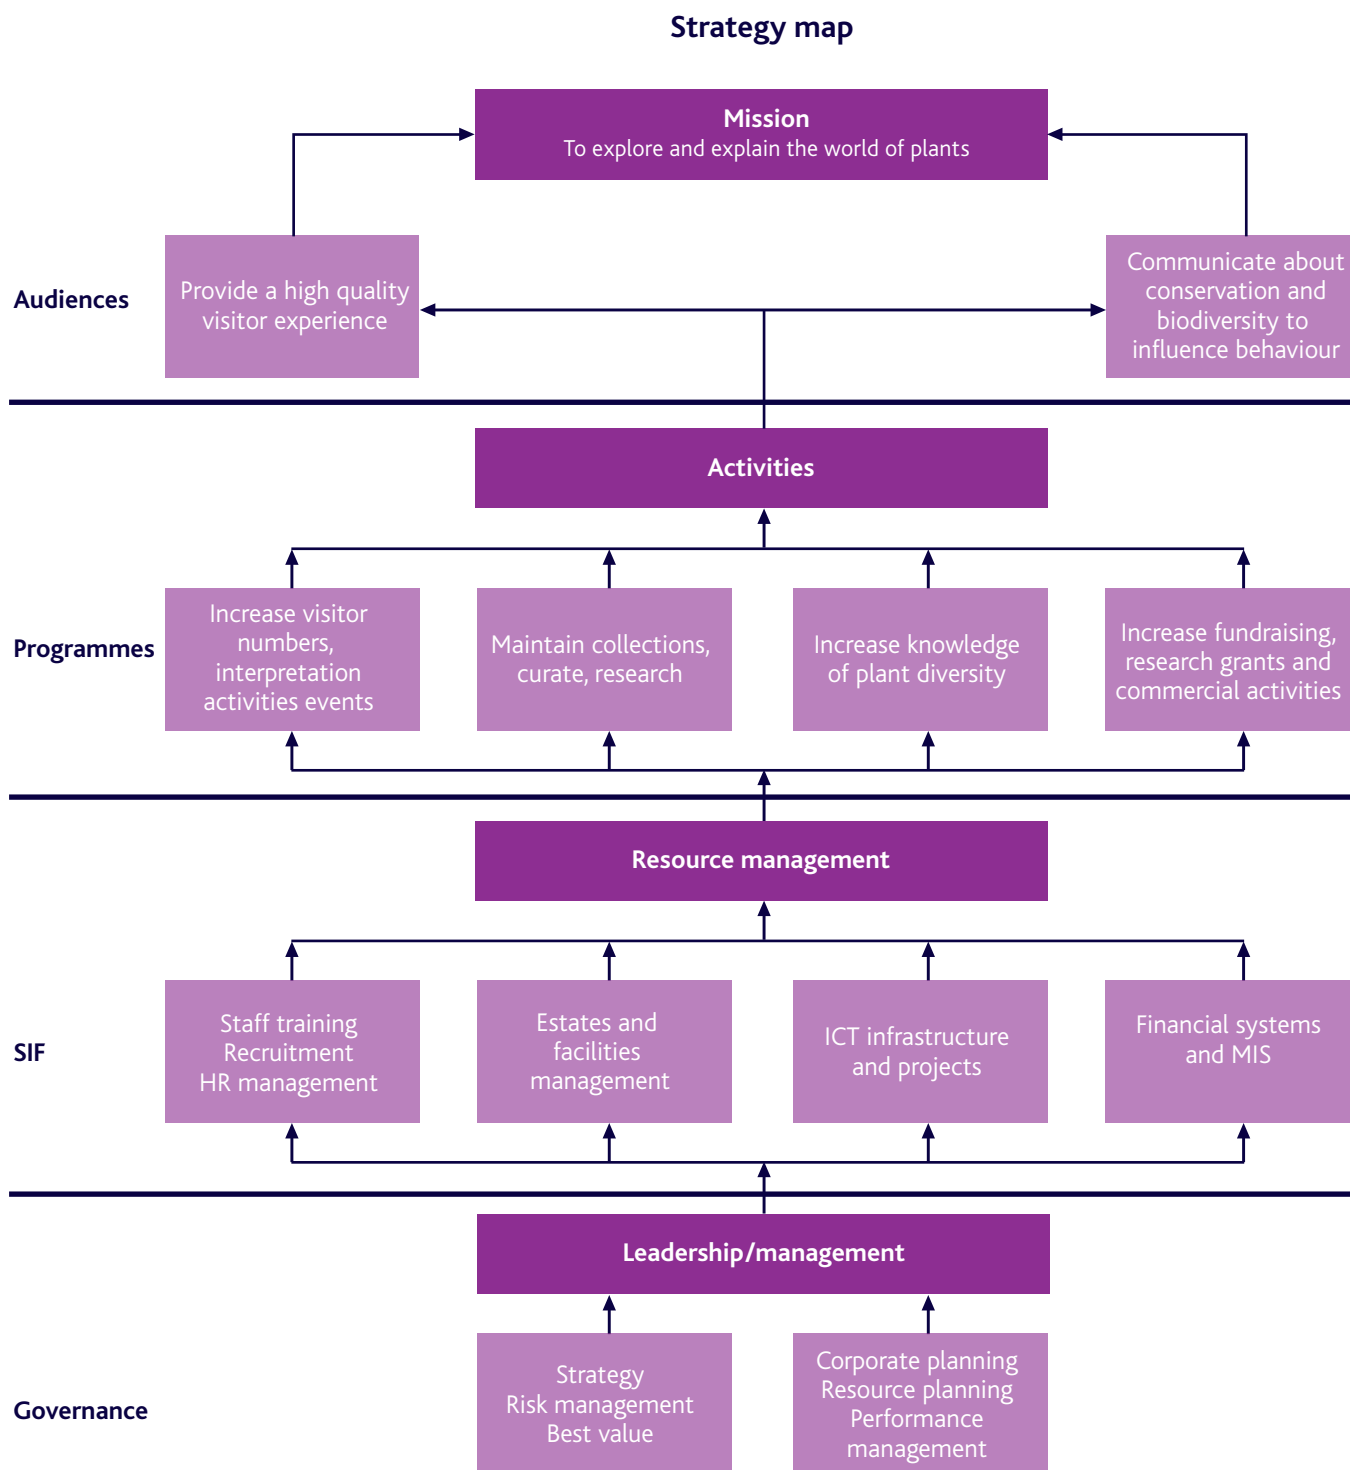 Strategy map
Mission
To explore and explain the world of plants
Audiences
Provide a high quality
visitor experience
Communicate about
conservation and
biodiversity to
influence behaviour
Activities
Programmes
Increase visitor
numbers,
interpretation
activities events
Maintain collections,
curate, research
Increase knowledge
of plant diversity
Increase fundraising,
research grants and
commercial activities
Resource management
SIF
Staff training
Recruitment
HR management
Estates and
facilities
management
ICT infrastructure
and projects
Financial systems
and MIS
Leadership/management
Governance
Strategy
Risk management
Best value
Corporate planning
Resource planning
Performance
management